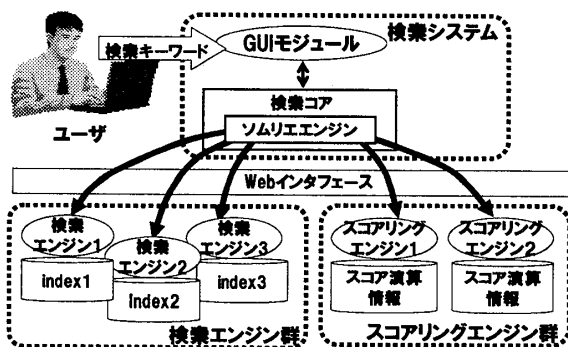 検索キーワード
GUIモジュール
検索システム
検索コア
ソムリエエンジン
ユーザ
Webインタフェース
検索
エンジン1
index1
検索
エンジン2
Index2
検索
エンジン3
index3
検索エンジン群
スコアリング
エンジン1
スコア演算
情報
スコアリング
エンジン2
スコア演算
情報
スコアリングエンジン群